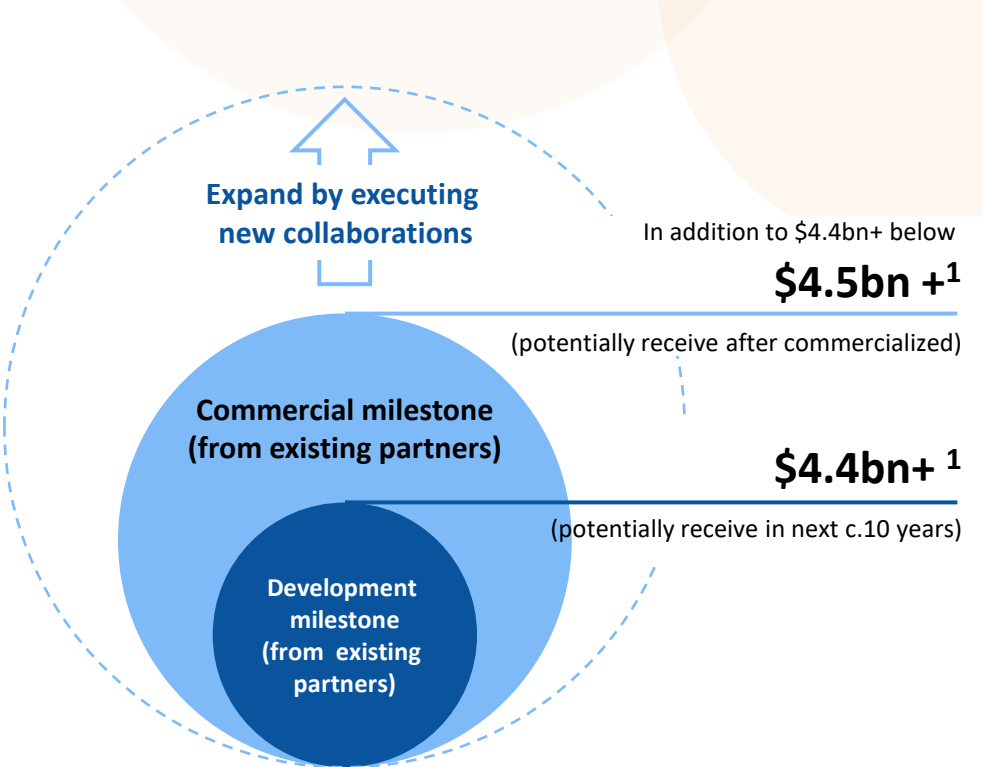 Expand by executing
new collaborations
In addition to $4.4bn+ below
$4.5bn +1
(potentially receive after commercialized)
Commercial milestone
(from existing partners)
$4.4bn+ 1
(potentially receive in next c.10 years)
Development
milestone
(from existing
partners)